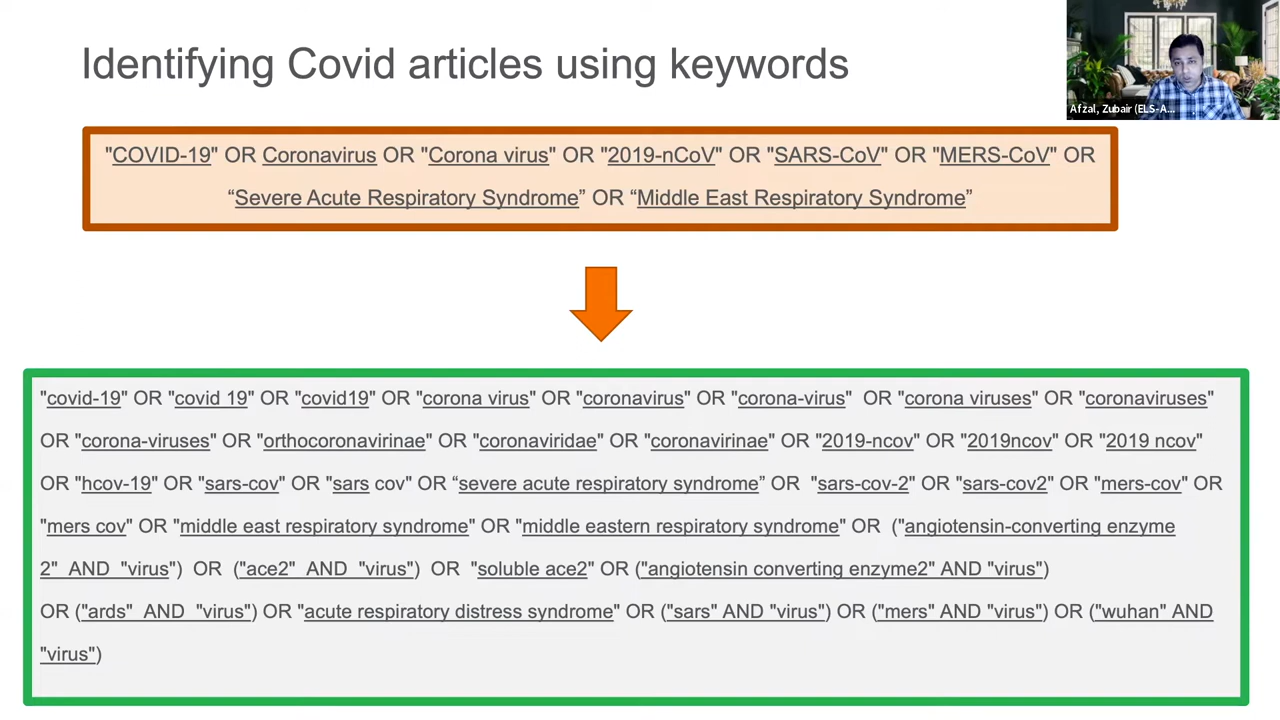 Identifying Covid articles using keywords
Afzal, Zubair (ELS-A...
"COVID-19" OR Coronavirus OR "Corona virus" OR "2019-nCoV" OR "SARS-CoV" OR "MERS-CoV" OR
“Severe Acute Respiratory Syndrome” OR “Middle East Respiratory Syndrome”
"covid-19" OR "covid 19" OR "covid19" OR "corona virus" OR "coronavirus" OR "corona-virus" OR "corona viruses" OR "coronaviruses"
OR "corona-viruses" OR "orthocoronavirinae" OR "coronaviridae" OR "coronavirinae" OR "2019-ncov" OR "2019ncov" OR "2019 ncov"
OR "hcov-19" OR "sars-cov" OR "sars cov" OR “severe acute respiratory syndrome” OR "sars-cov-2" OR "sars-cov2" OR "mers-cov" OR
"mers cov" OR "middle east respiratory syndrome" OR "middle eastern respiratory syndrome" OR ("angiotensin-converting enzyme
2" AND "virus") OR ("ace2" AND "virus") OR "soluble ace2" OR ("angiotensin converting enzyme2" AND "virus")
OR ("ards" AND "virus") OR "acute respiratory distress syndrome" OR ("sars" AND "virus") OR ("mers" AND "virus") OR ("wuhan" AND
"virus")